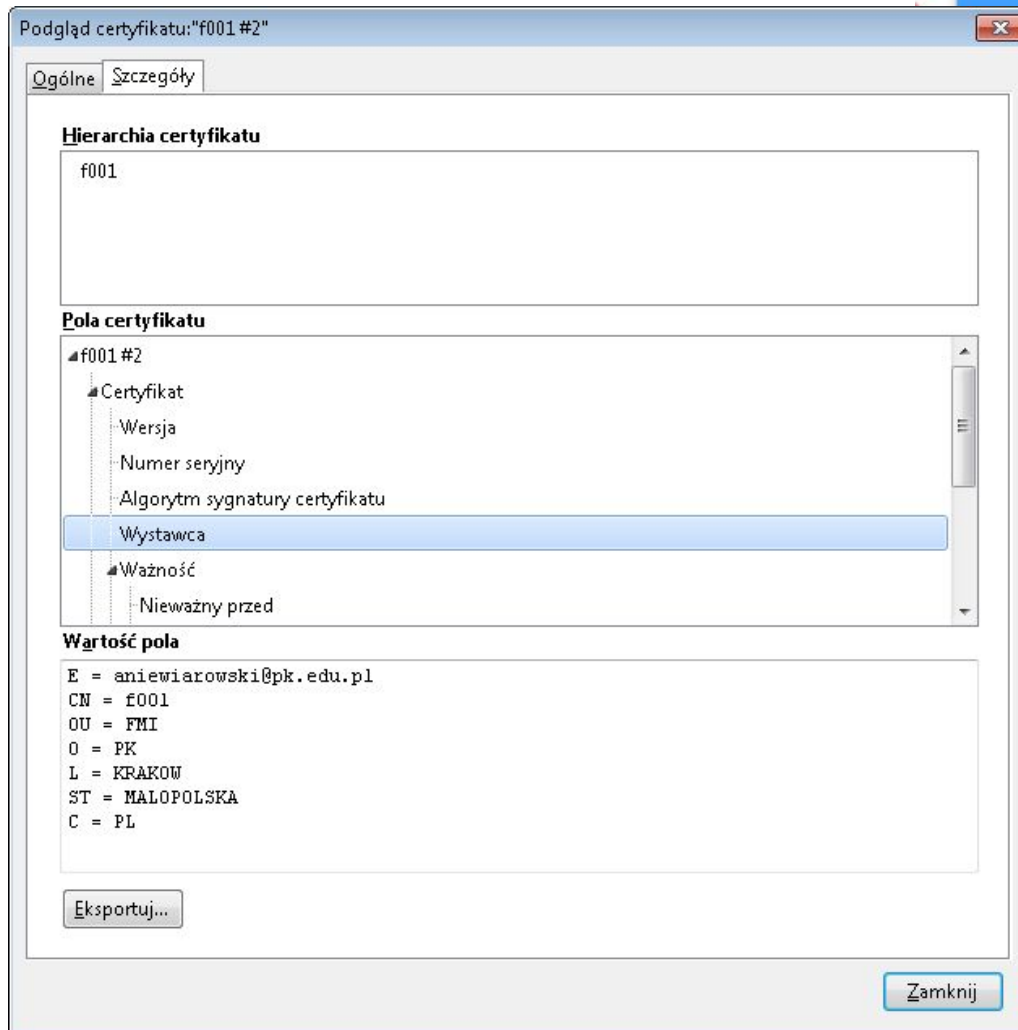 Podgląd certyfikatu:"f001 #2"
Ogólne Szczegóły
Hierarchia certyfikatu
f001
Pola certyfikatu
f001 #2
Certyfikat
Wersja
Numer seryjny
Algorytm sygnatury certyfikatu
Wystawca
Ważność
Nieważny przed
Wartość pola
E = aniewiarowski@pk.edu.pl
CN = f001
OU = FMI
O = PK
L = KRAKOW
ST = MALOPOLSKA
C = PL
Eksportuj...
Zamknij